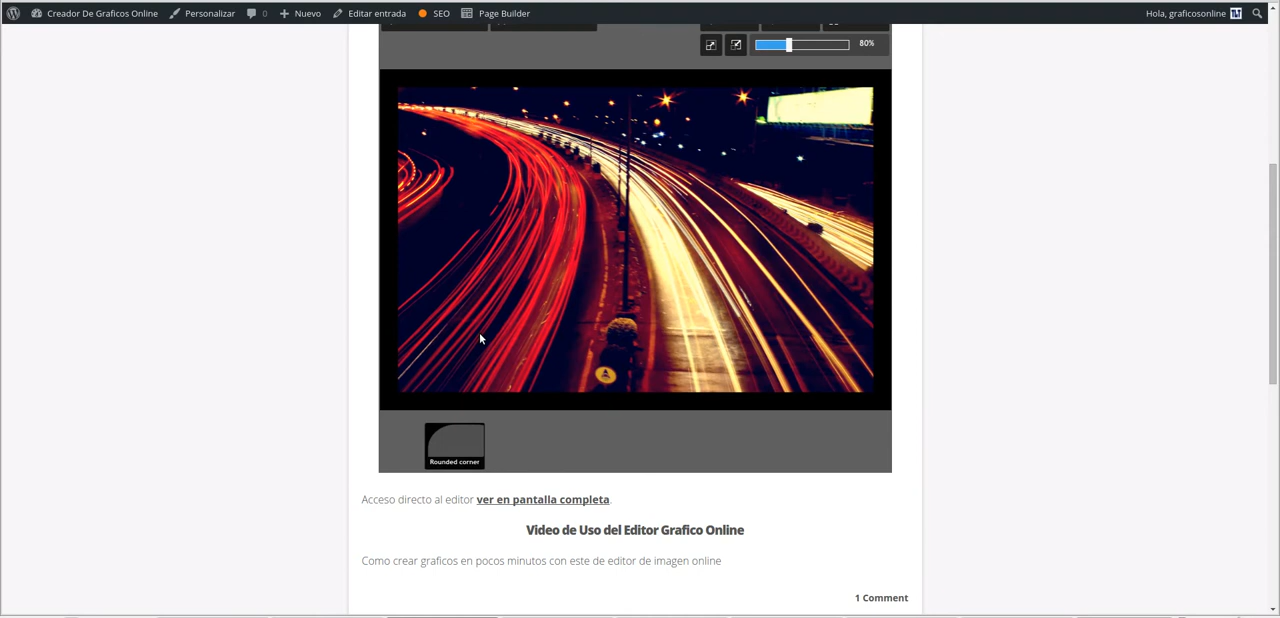 Creador De Graficos Online Personalizar 0 Nuevo Editar entrada SEO Page Builder Hola, graficosonline
80%
Rounded corner
Acceso directo al editor ver en pantalla completa.
Video de Uso del Editor Grafico Online
Como crear graficos en pocos minutos con este de editor de imagen online
1 Comment